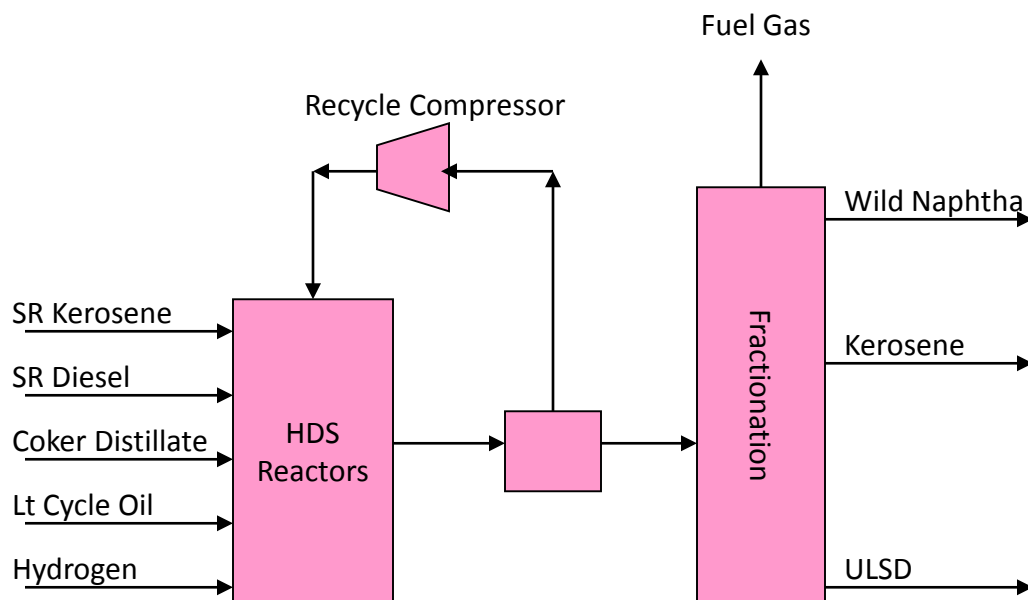 Fuel Gas
Recycle Compressor
Wild Naphtha
SR Kerosene
Kerosene
SR Diesel
Coker Distillate
HDS
Reactors
Fractionation
Lt Cycle Oil
Hydrogen
ULSD